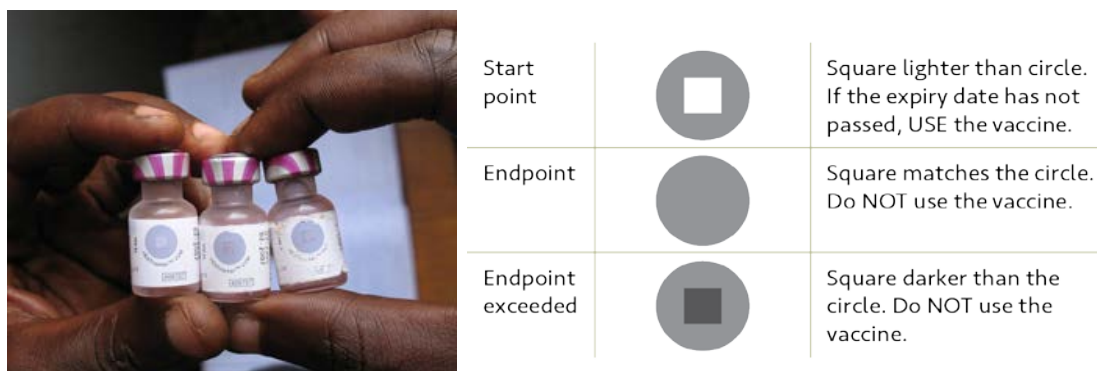 Start
point
Square lighter than circle.
If the expiry date has not
passed, USE the vaccine.
Endpoint
Square matches the circle.
Do NOT use the vaccine.
Endpoint
exceeded
Square darker than the
circle. Do NOT use the
vaccine.